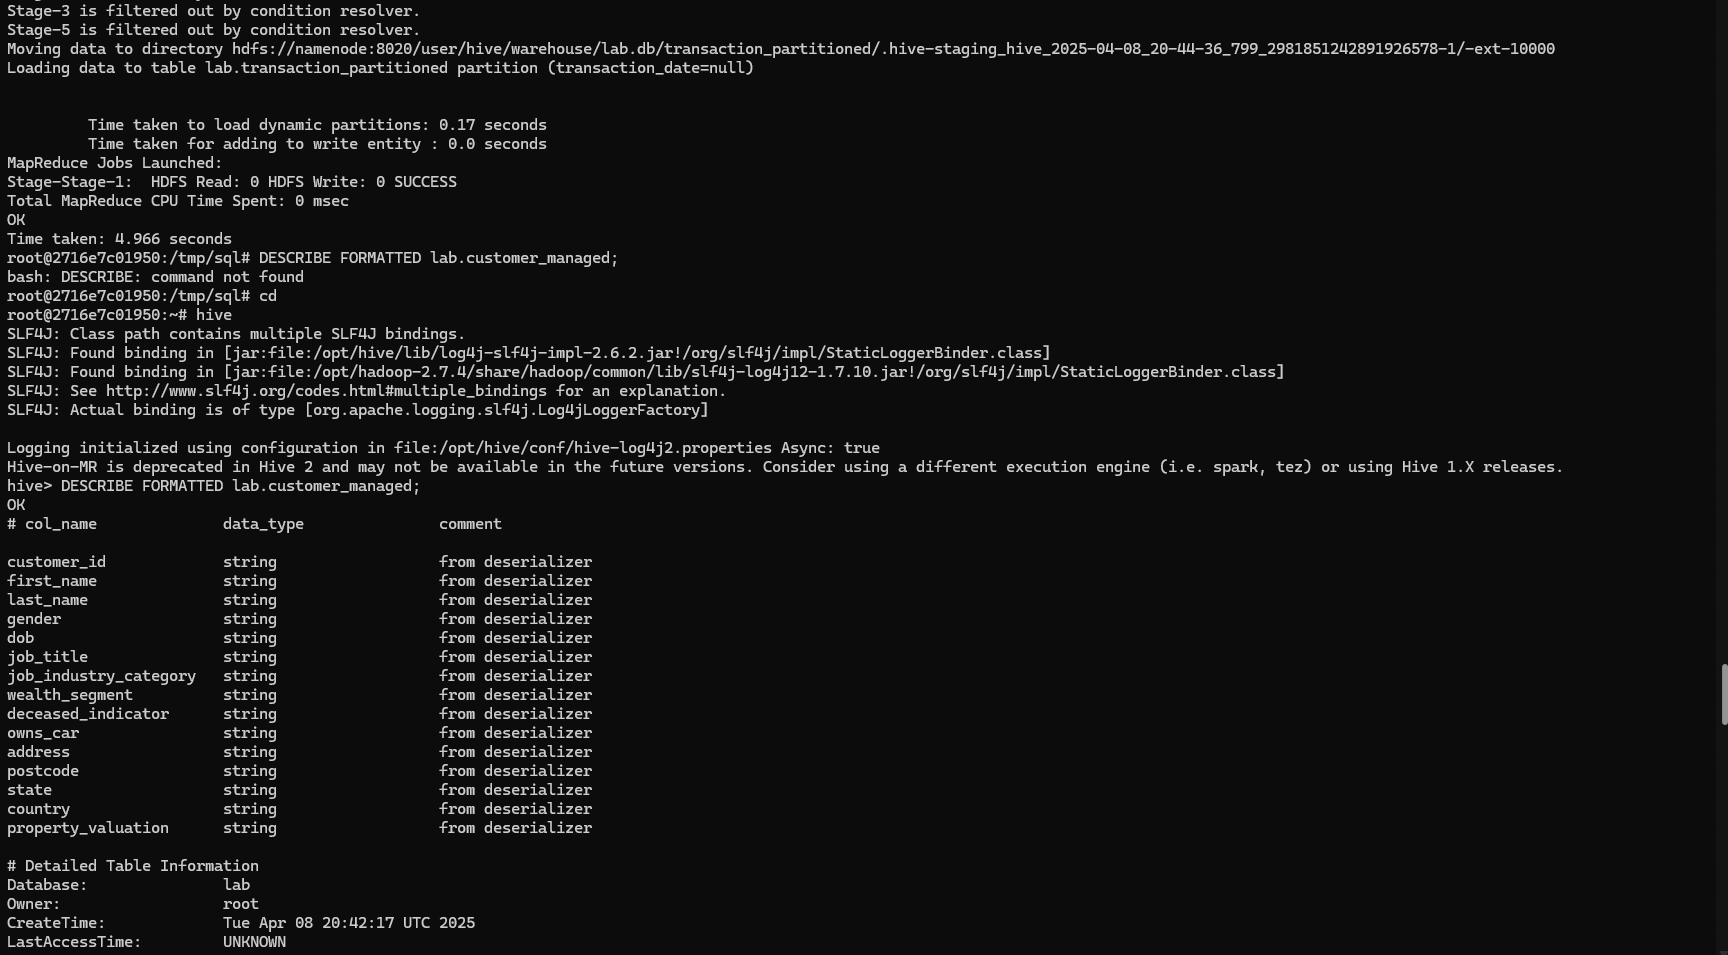 Stage-3 is filtered out by condition resolver.
Stage-5 is filtered out by condition resolver.
Moving data to directory hdfs://namenode:8020/user/hive/warehouse/lab.db/transaction_partitioned/.hive-staging_hive_2025-04-08_20-44-36_799_2981851242891926578-1/-ext-10000
Loading data to table lab.transaction_partitioned partition (transaction_date=null)
Time taken to load dynamic partitions: 0.17 seconds
Time taken for adding to write entity : 0.0 seconds
MapReduce Jobs Launched:
Stage-Stage-1:  HDFS Read: 0 HDFS Write: 0 SUCCESS
Total MapReduce CPU Time Spent: 0 msec
OK
Time taken: 4.966 seconds
root@2716e7c01950:/tmp/sql# DESCRIBE FORMATTED lab.customer_managed;
bash: DESCRIBE: command not found
root@2716e7c01950:/tmp/sql# cd
root@2716e7c01950:~# hive
SLF4J: Class path contains multiple SLF4J bindings.
SLF4J: Found binding in [jar:file:/opt/hive/lib/log4j-slf4j-impl-2.6.2.jar!/org/slf4j/impl/StaticLoggerBinder.class]
SLF4J: Found binding in [jar:file:/opt/hadoop-2.7.4/share/hadoop/common/lib/slf4j-log4j12-1.7.10.jar!/org/slf4j/impl/StaticLoggerBinder.class]
SLF4J: See http://www.slf4j.org/codes.html#multiple_bindings for an explanation.
SLF4J: Actual binding is of type [org.apache.logging.slf4j.Log4jLoggerFactory]
Logging initialized using configuration in file:/opt/hive/conf/hive-log4j2.properties Async: true
Hive-on-MR is deprecated in Hive 2 and may not be available in the future versions. Consider using a different execution engine (i.e. spark, tez) or using Hive 1.X releases.
hive> DESCRIBE FORMATTED lab.customer_managed;
OK
# col_name              data_type               comment
customer_id             string                  from deserializer
first_name              string                  from deserializer
last_name               string                  from deserializer
gender                  string                  from deserializer
dob                     string                  from deserializer
job_title               string                  from deserializer
job_industry_category   string                  from deserializer
wealth_segment          string                  from deserializer
deceased_indicator      string                  from deserializer
owns_car                string                  from deserializer
address                 string                  from deserializer
postcode                string                  from deserializer
state                   string                  from deserializer
country                 string                  from deserializer
property_valuation      string                  from deserializer
# Detailed Table Information
Database:               lab
Owner:                  root
CreateTime:             Tue Apr 08 20:42:17 UTC 2025
LastAccessTime:         UNKNOWN